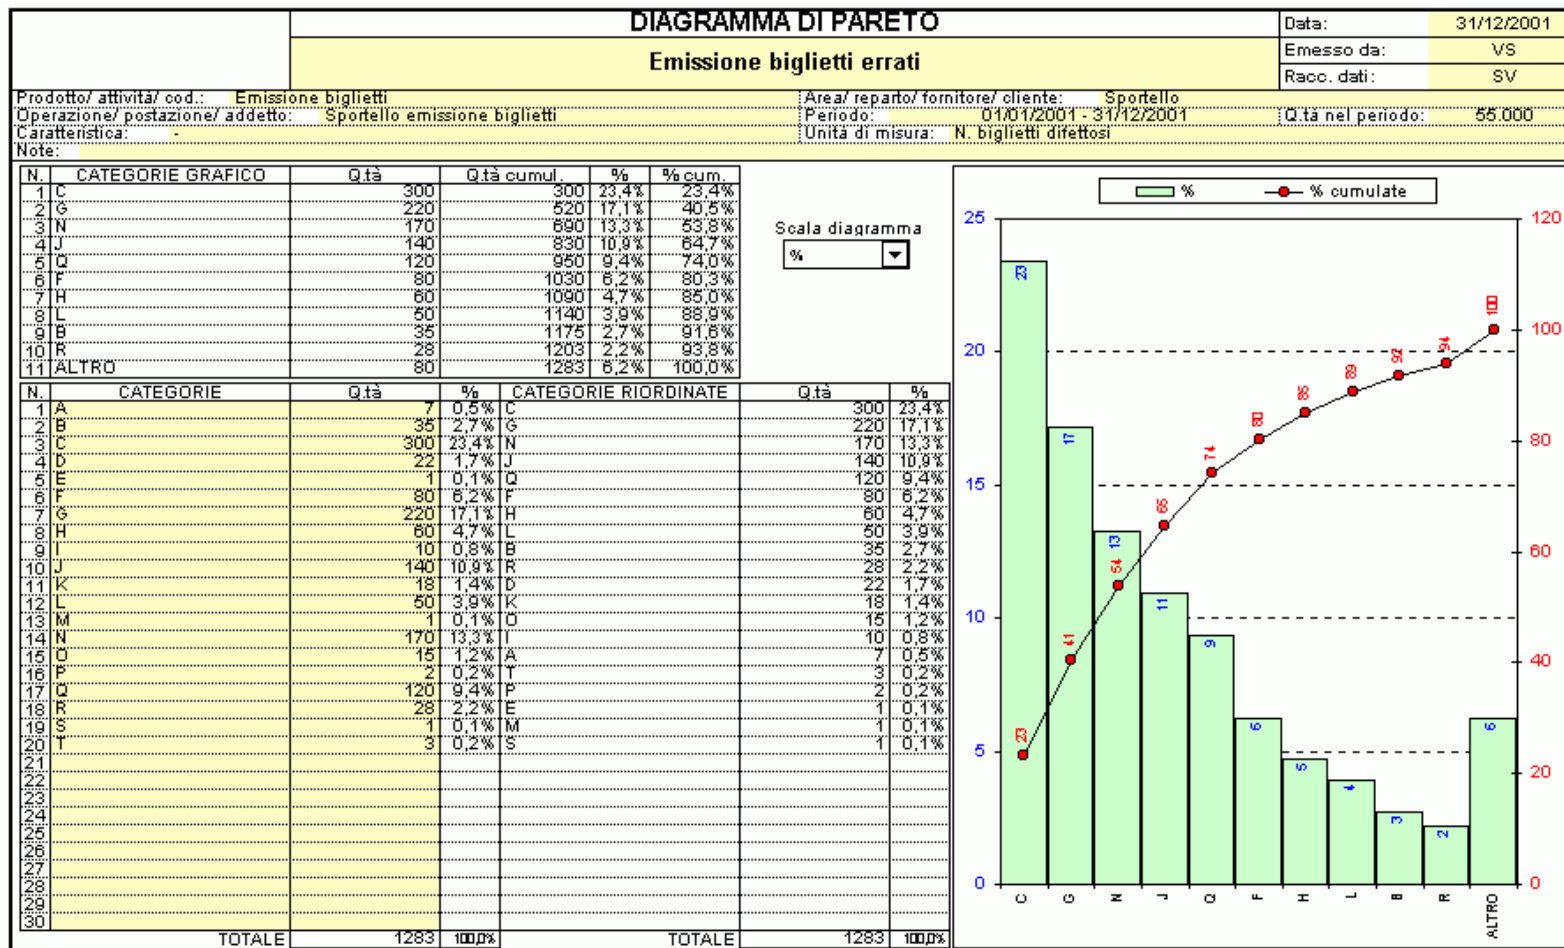 DIAGRAMMA DI PARETO
Data: 31/12/2001
Emissione biglietti errati
Emesso da: VS
Racc. dati: SV
Prodotto/ attività/ cod.: Emissione biglietti Area/ reparto/ fornitore/ cliente: Sportello
Operazione/ postazione/ addetto: Sportello emissione biglietti Periodo: 01/01/2001 - 31/12/2001 Q.tà nel periodo: 55.000
Caratteristica: - Unità di misura: N. biglietti difettosi
Note:
N. CATEGORIE GRAFICO Q.tà Q.tà cumul. % % cum.
1 C 300 300 23,4% 23,4%
2 G 220 520 17,1% 40,5%
3 N 170 690 13,3% 53,8%
4 J 140 830 10,9% 64,7%
5 Q 120 950 9,4% 74,0%
6 F 80 1030 6,2% 80,3%
7 H 60 1090 4,7% 85,0%
8 L 50 1140 3,9% 88,9%
9 B 35 1175 2,7% 91,6%
10 R 28 1203 2,2% 93,8%
11 ALTRO 80 1283 6,2% 100,0%
Scala diagramma
%
N. CATEGORIE Q.tà % CATEGORIE RIORDINATE Q.tà %
1 A 7 0,5% C 300 23,4%
2 B 35 2,7% G 220 17,1%
3 C 300 23,4% N 170 13,3%
4 D 22 1,7% J 140 10,9%
5 E 1 0,1% Q 120 9,4%
6 F 80 6,2% F 80 6,2%
7 G 220 17,1% H 60 4,7%
8 H 60 4,7% L 50 3,9%
9 I 10 0,8% B 35 2,7%
10 J 140 10,9% R 28 2,2%
11 K 18 1,4% D 22 1,7%
12 L 50 3,9% K 18 1,4%
13 M 1 0,1% O 15 1,2%
14 N 170 13,3% I 10 0,8%
15 O 15 1,2% A 7 0,5%
16 P 2 0,2% T 3 0,2%
17 Q 120 9,4% P 2 0,2%
18 R 28 2,2% E 1 0,1%
19 S 1 0,1% M 1 0,1%
20 T 3 0,2% S 1 0,1%
21
22
23
24
25
26
27
28
29
30
TOTALE 1283 100,0% TOTALE 1283 100,0%
% % cumulate
25 120
100
20
80
15
60
10
40
5
20
0 0
23 17 13 11 9 6 5 4 3 2 6
23 41 54 65 74 80 85 89 92 94 100
C G N J Q F H L B R ALTRO